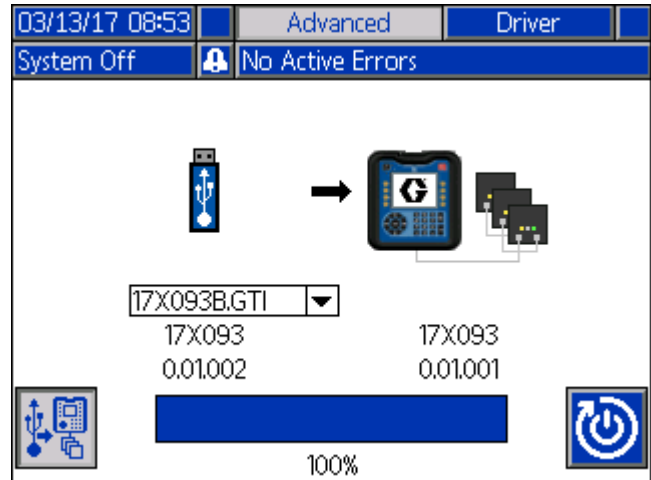 03/13/17 08:53 Advanced Driver
System Off No Active Errors
17X093B.GTI
17X093 17X093
0.01.002 0.01.001
100%